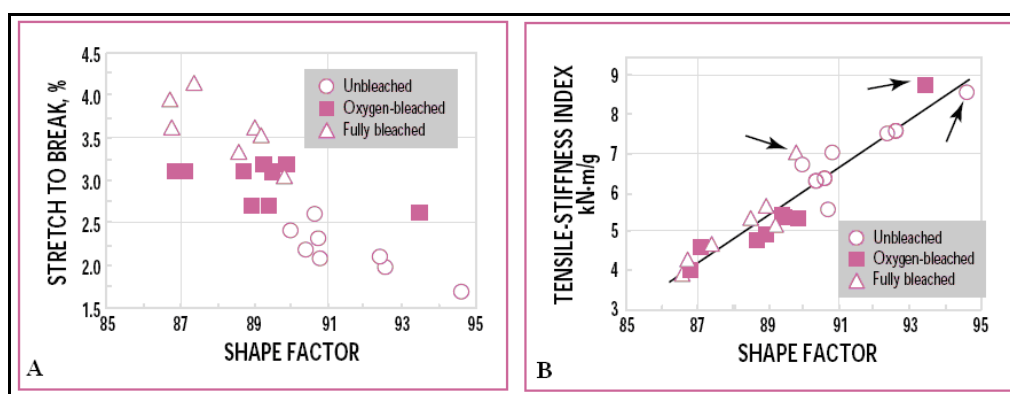 STRETCH TO BREAK, %
4.5
4.0
3.5
3.0
2.5
2.0
1.5
Unbleached
Oxygen-bleached
Fully bleached
85 87 89 91 93 95
SHAPE FACTOR
A
TENSILE-STIFFNESS INDEX
kN·m/g
9
8
7
6
5
4
3
Unbleached
Oxygen-bleached
Fully bleached
85 87 89 91 93 95
SHAPE FACTOR
B